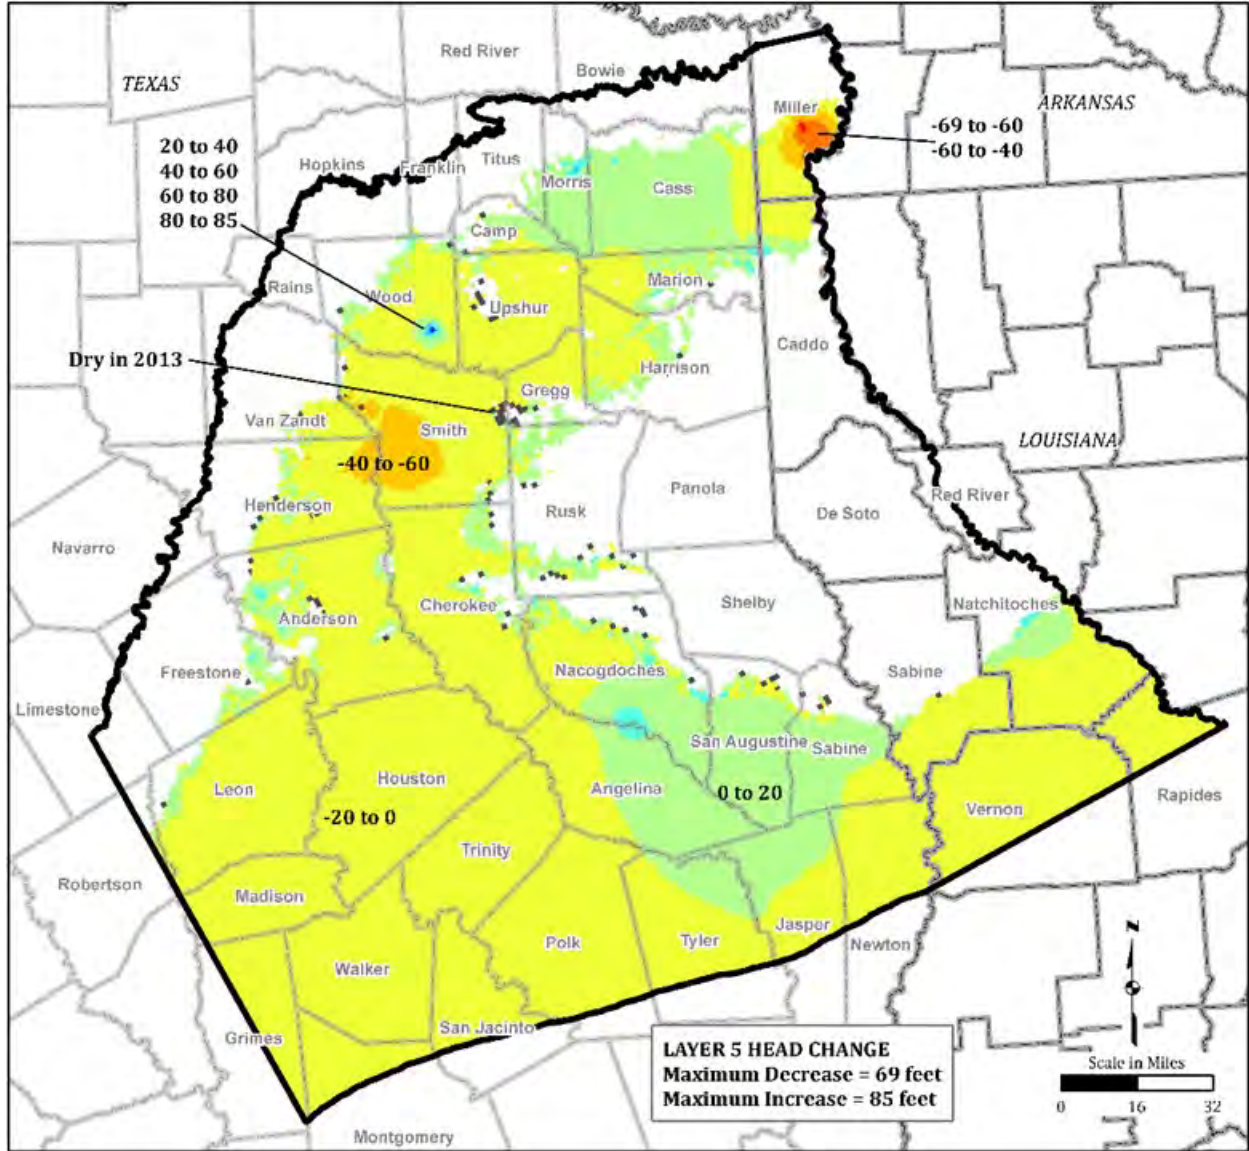 Red River
Bowie
TEXAS
Miller
ARKANSAS
-69 to -60
-60 to -40
20 to 40
40 to 60
60 to 80
80 to 85
Hopkins
Franklin
Titus
Morris
Cass
Camp
Marion
Rains
Wood
Upshur
Caddo
Dry in 2013
Harrison
Gregg
Van Zandt
Smith
LOUISIANA
-40 to -60
Henderson
Panola
Red River
Rusk
De Soto
Navarro
Shelby
Natchitoches
Cherokee
Anderson
Freestone
Nacogdoches
Sabine
Limestone
San Augustine
Sabine
Houston
Leon
Angelina
0 to 20
-20 to 0
Vernon
Rapides
Trinity
Robertson
Madison
Polk
Tyler
Jasper
Newton
N
Walker
San Jacinto
Grimes
LAYER 5 HEAD CHANGE
Maximum Decrease = 69 feet
Maximum Increase = 85 feet
Scale in Miles
0 16 32
Montgomery